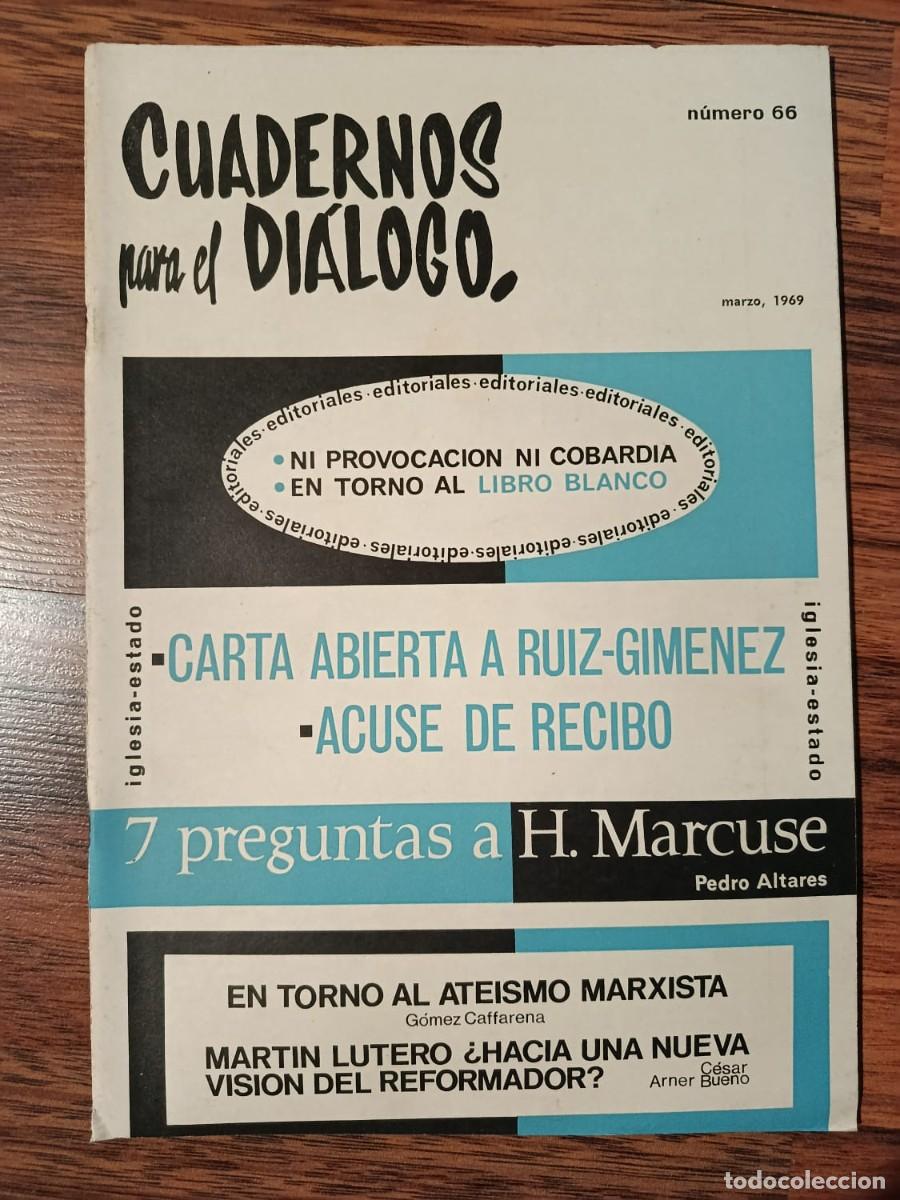 CUADERNOS
para el DIÁLOGO.
número 66
marzo, 1969
editoriales·editoriales·editoriales·editoriales·editoriales·editoriales·editoriales·editoriales·editoriales·editoriales·
• NI PROVOCACION NI COBARDIA
• EN TORNO AL LIBRO BLANCO
iglesia-estado
▪CARTA ABIERTA A RUIZ-GIMENEZ
▪ACUSE DE RECIBO
iglesia-estado
7 preguntas a H. Marcuse
Pedro Altares
EN TORNO AL ATEISMO MARXISTA
Gómez Caffarena
MARTIN LUTERO ¿HACIA UNA NUEVA
VISION DEL REFORMADOR?
César
Arner Bueno
todocoleccion